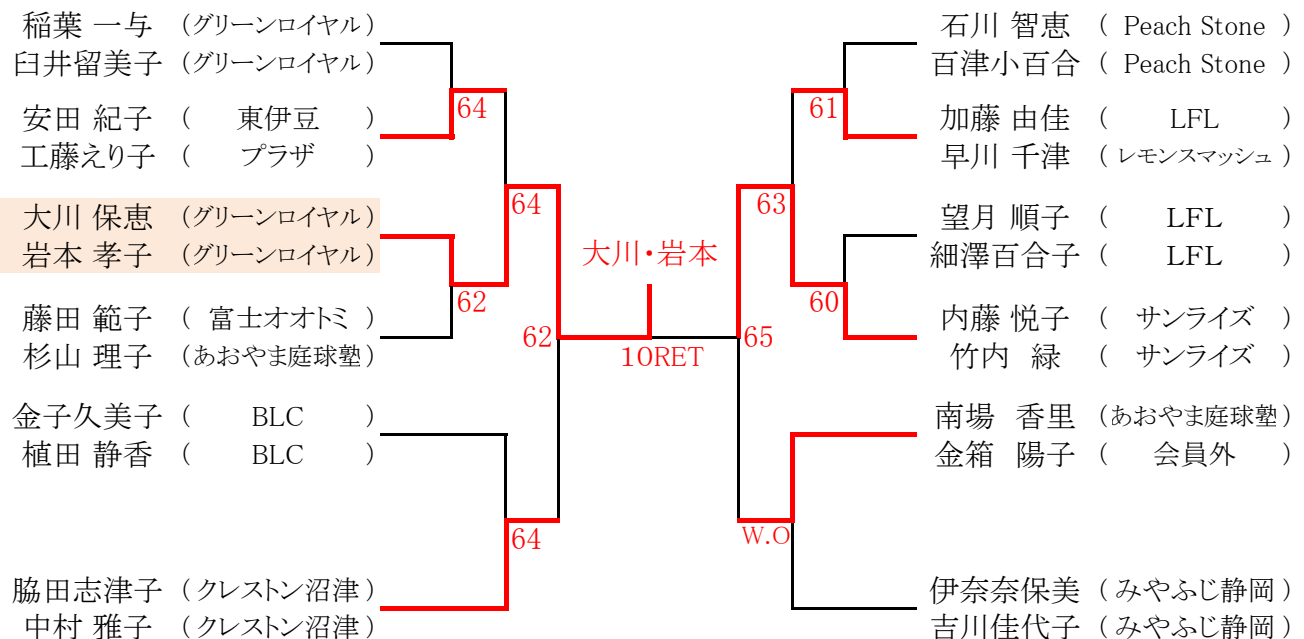 稲葉 一与 (グリーンロイヤル)
臼井留美子 (グリーンロイヤル)
64
安田 紀子 ( 東伊豆 )
工藤えり子 ( プラザ )
64
大川 保恵 (グリーンロイヤル)
岩本 孝子 (グリーンロイヤル)
62
藤田 範子 ( 富士オオトミ )
杉山 理子 (あおやま庭球塾)
62
金子久美子 ( BLC )
植田 静香 ( BLC )
64
脇田志津子 (クレストン沼津)
中村 雅子 (クレストン沼津)
大川・岩本
10RET
石川 智恵 ( Peach Stone )
百津小百合 ( Peach Stone )
61
加藤 由佳 ( LFL )
早川 千津 (レモンスマッシュ)
63
望月 順子 ( LFL )
細澤百合子 ( LFL )
60
内藤 悦子 ( サンライズ )
竹内 緑 ( サンライズ )
65
南場 香里 (あおやま庭球塾)
金箱 陽子 ( 会員外 )
W.O
伊奈奈保美 (みやふじ静岡)
吉川佳代子 (みやふじ静岡)